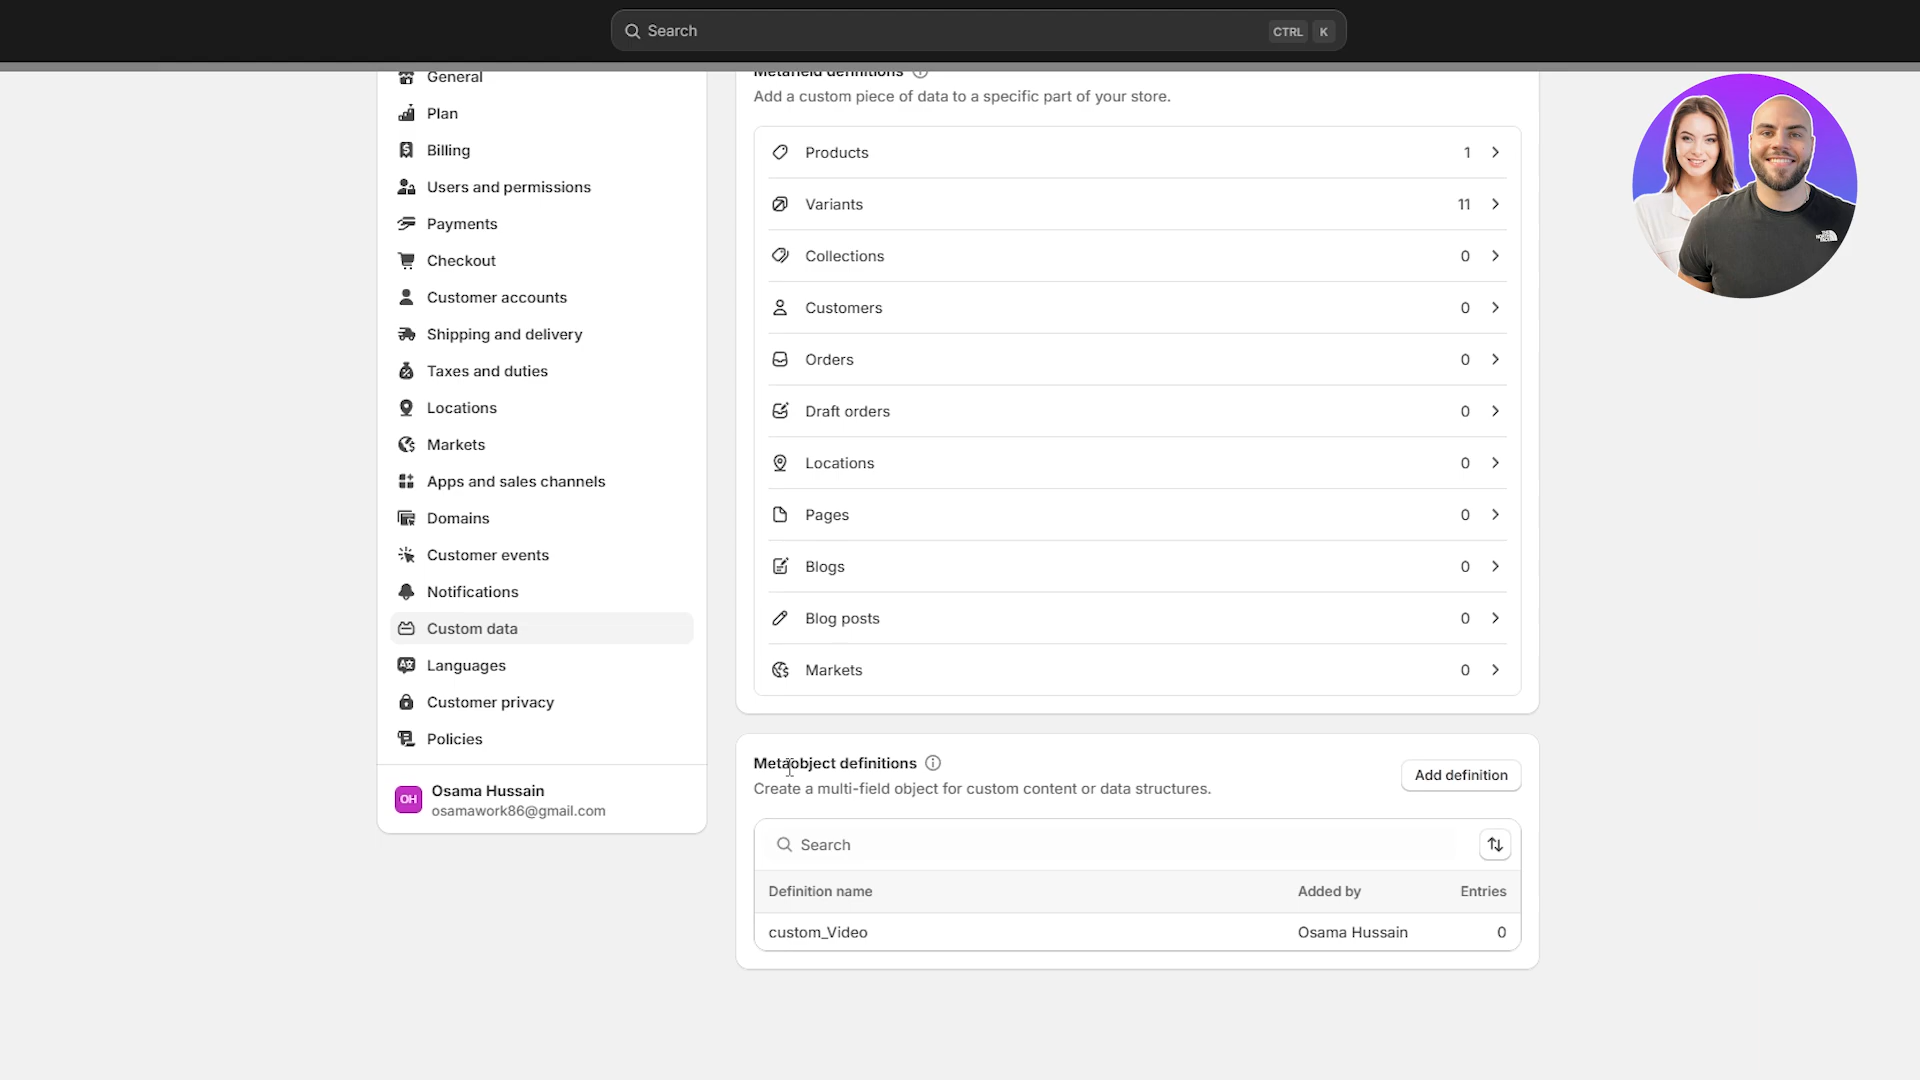 Search
CTRL K
General
Plan
Billing
Users and permissions
Payments
Checkout
Customer accounts
Shipping and delivery
Taxes and duties
Locations
Markets
Apps and sales channels
Domains
Customer events
Notifications
Custom data
Languages
Customer privacy
Policies
OH
Osama Hussain
osamawork86@gmail.com
Metafield definitions
Add a custom piece of data to a specific part of your store.
Products 1
Variants 11
Collections 0
Customers 0
Orders 0
Draft orders 0
Locations 0
Pages 0
Blogs 0
Blog posts 0
Markets 0
Metaobject definitions
Create a multi-field object for custom content or data structures.
Add definition
Search
Definition name Added by Entries
custom_Video Osama Hussain 0